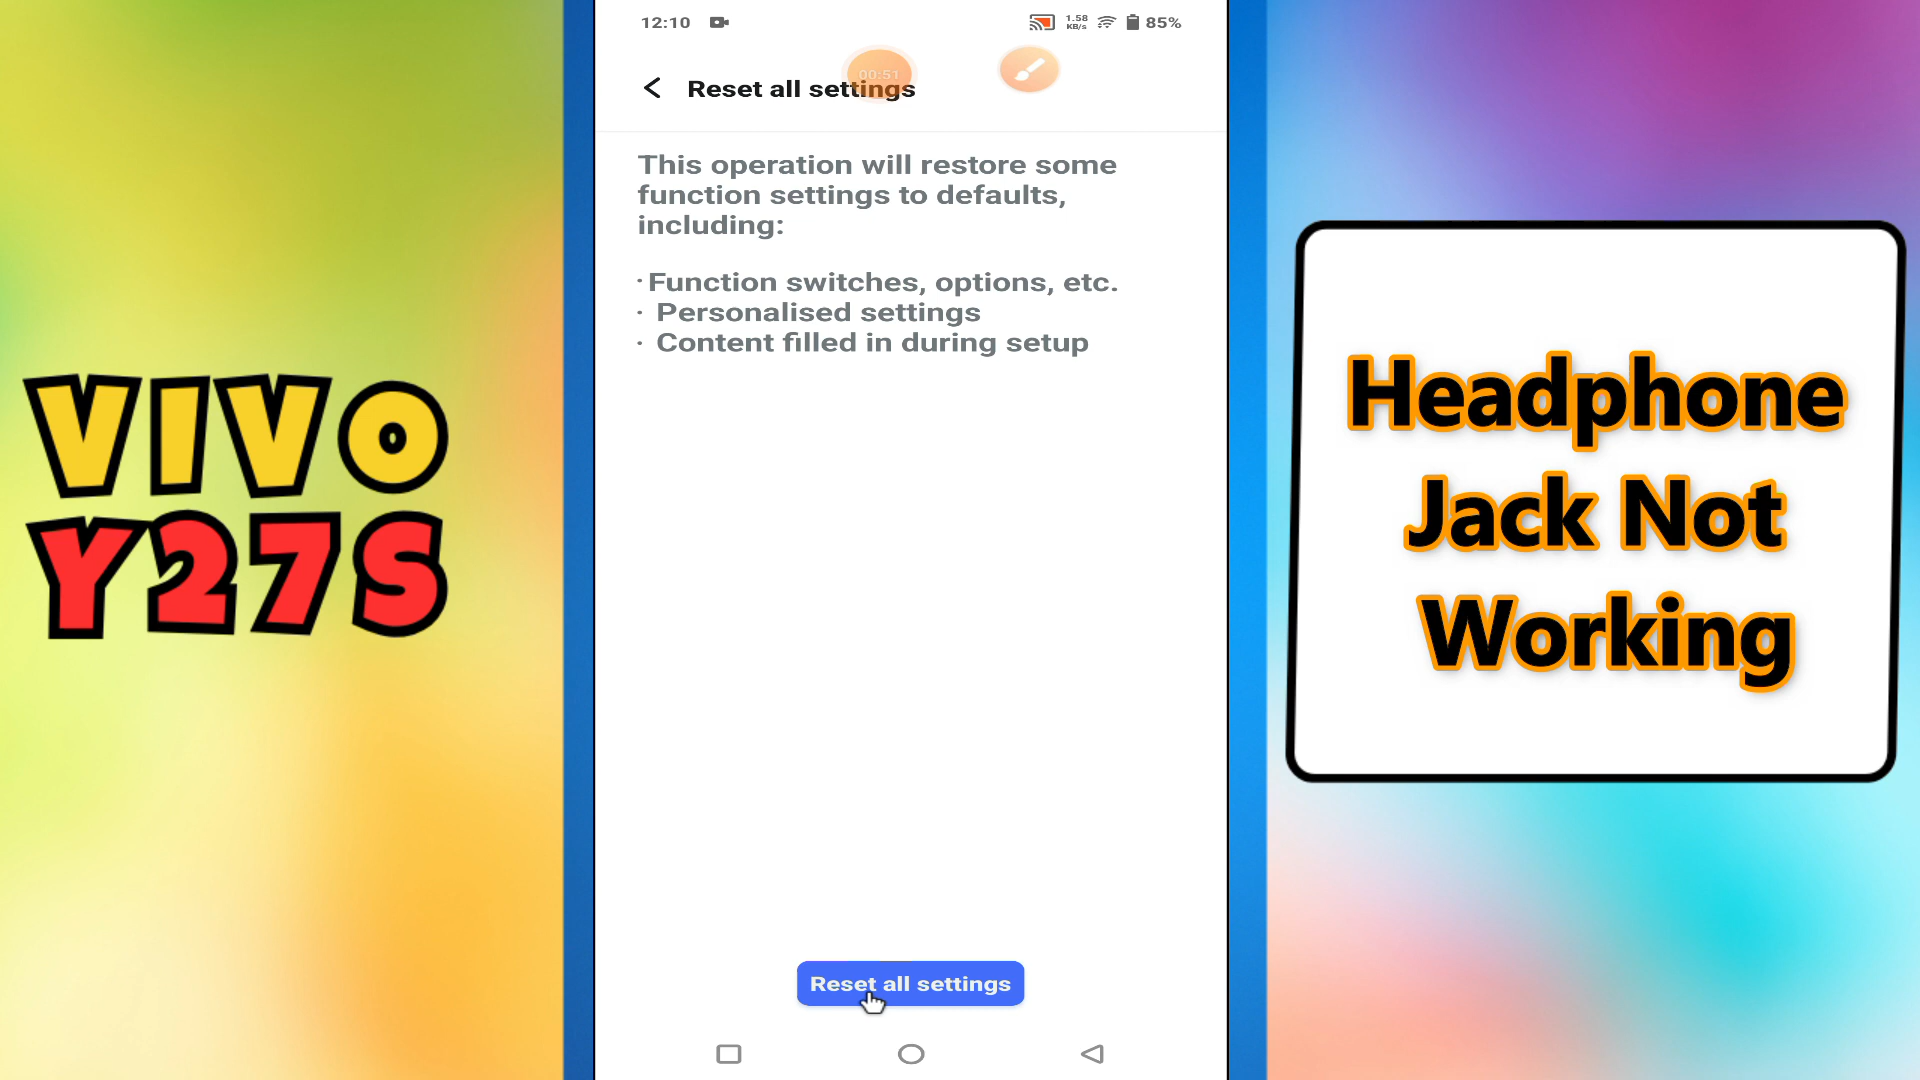 VIVO
Y27S
12:10
1.58
KB/s
85%
00:51
Reset all settings
This operation will restore some
function settings to defaults,
including:
· Function switches, options, etc.
· Personalised settings
· Content filled in during setup
Reset all settings
Headphone
Jack Not
Working